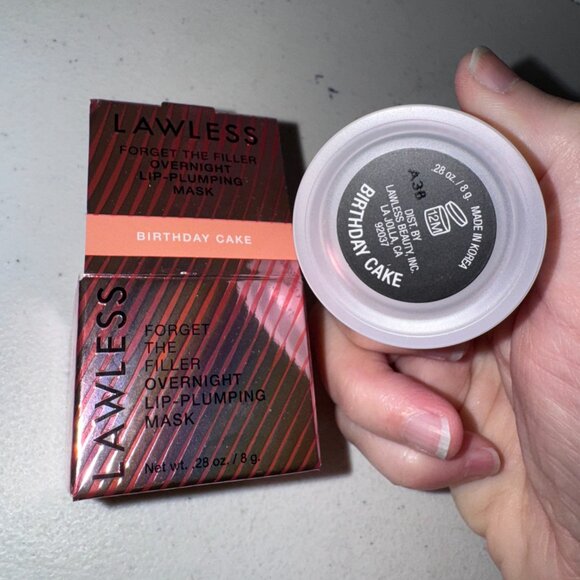 LAWLESS
FORGET THE FILLER
OVERNIGHT
LIP-PLUMPING
MASK
BIRTHDAY CAKE
LAWLESS
FORGET
THE
FILLER
OVERNIGHT
LIP-PLUMPING
MASK
Net wt. .28 oz. / 8 g.
A38
12M
.28 oz. / 8 g.
MADE IN KOREA
DIST. BY
LAWLESS BEAUTY, INC.
LA JOLLA, CA
92037
BIRTHDAY CAKE